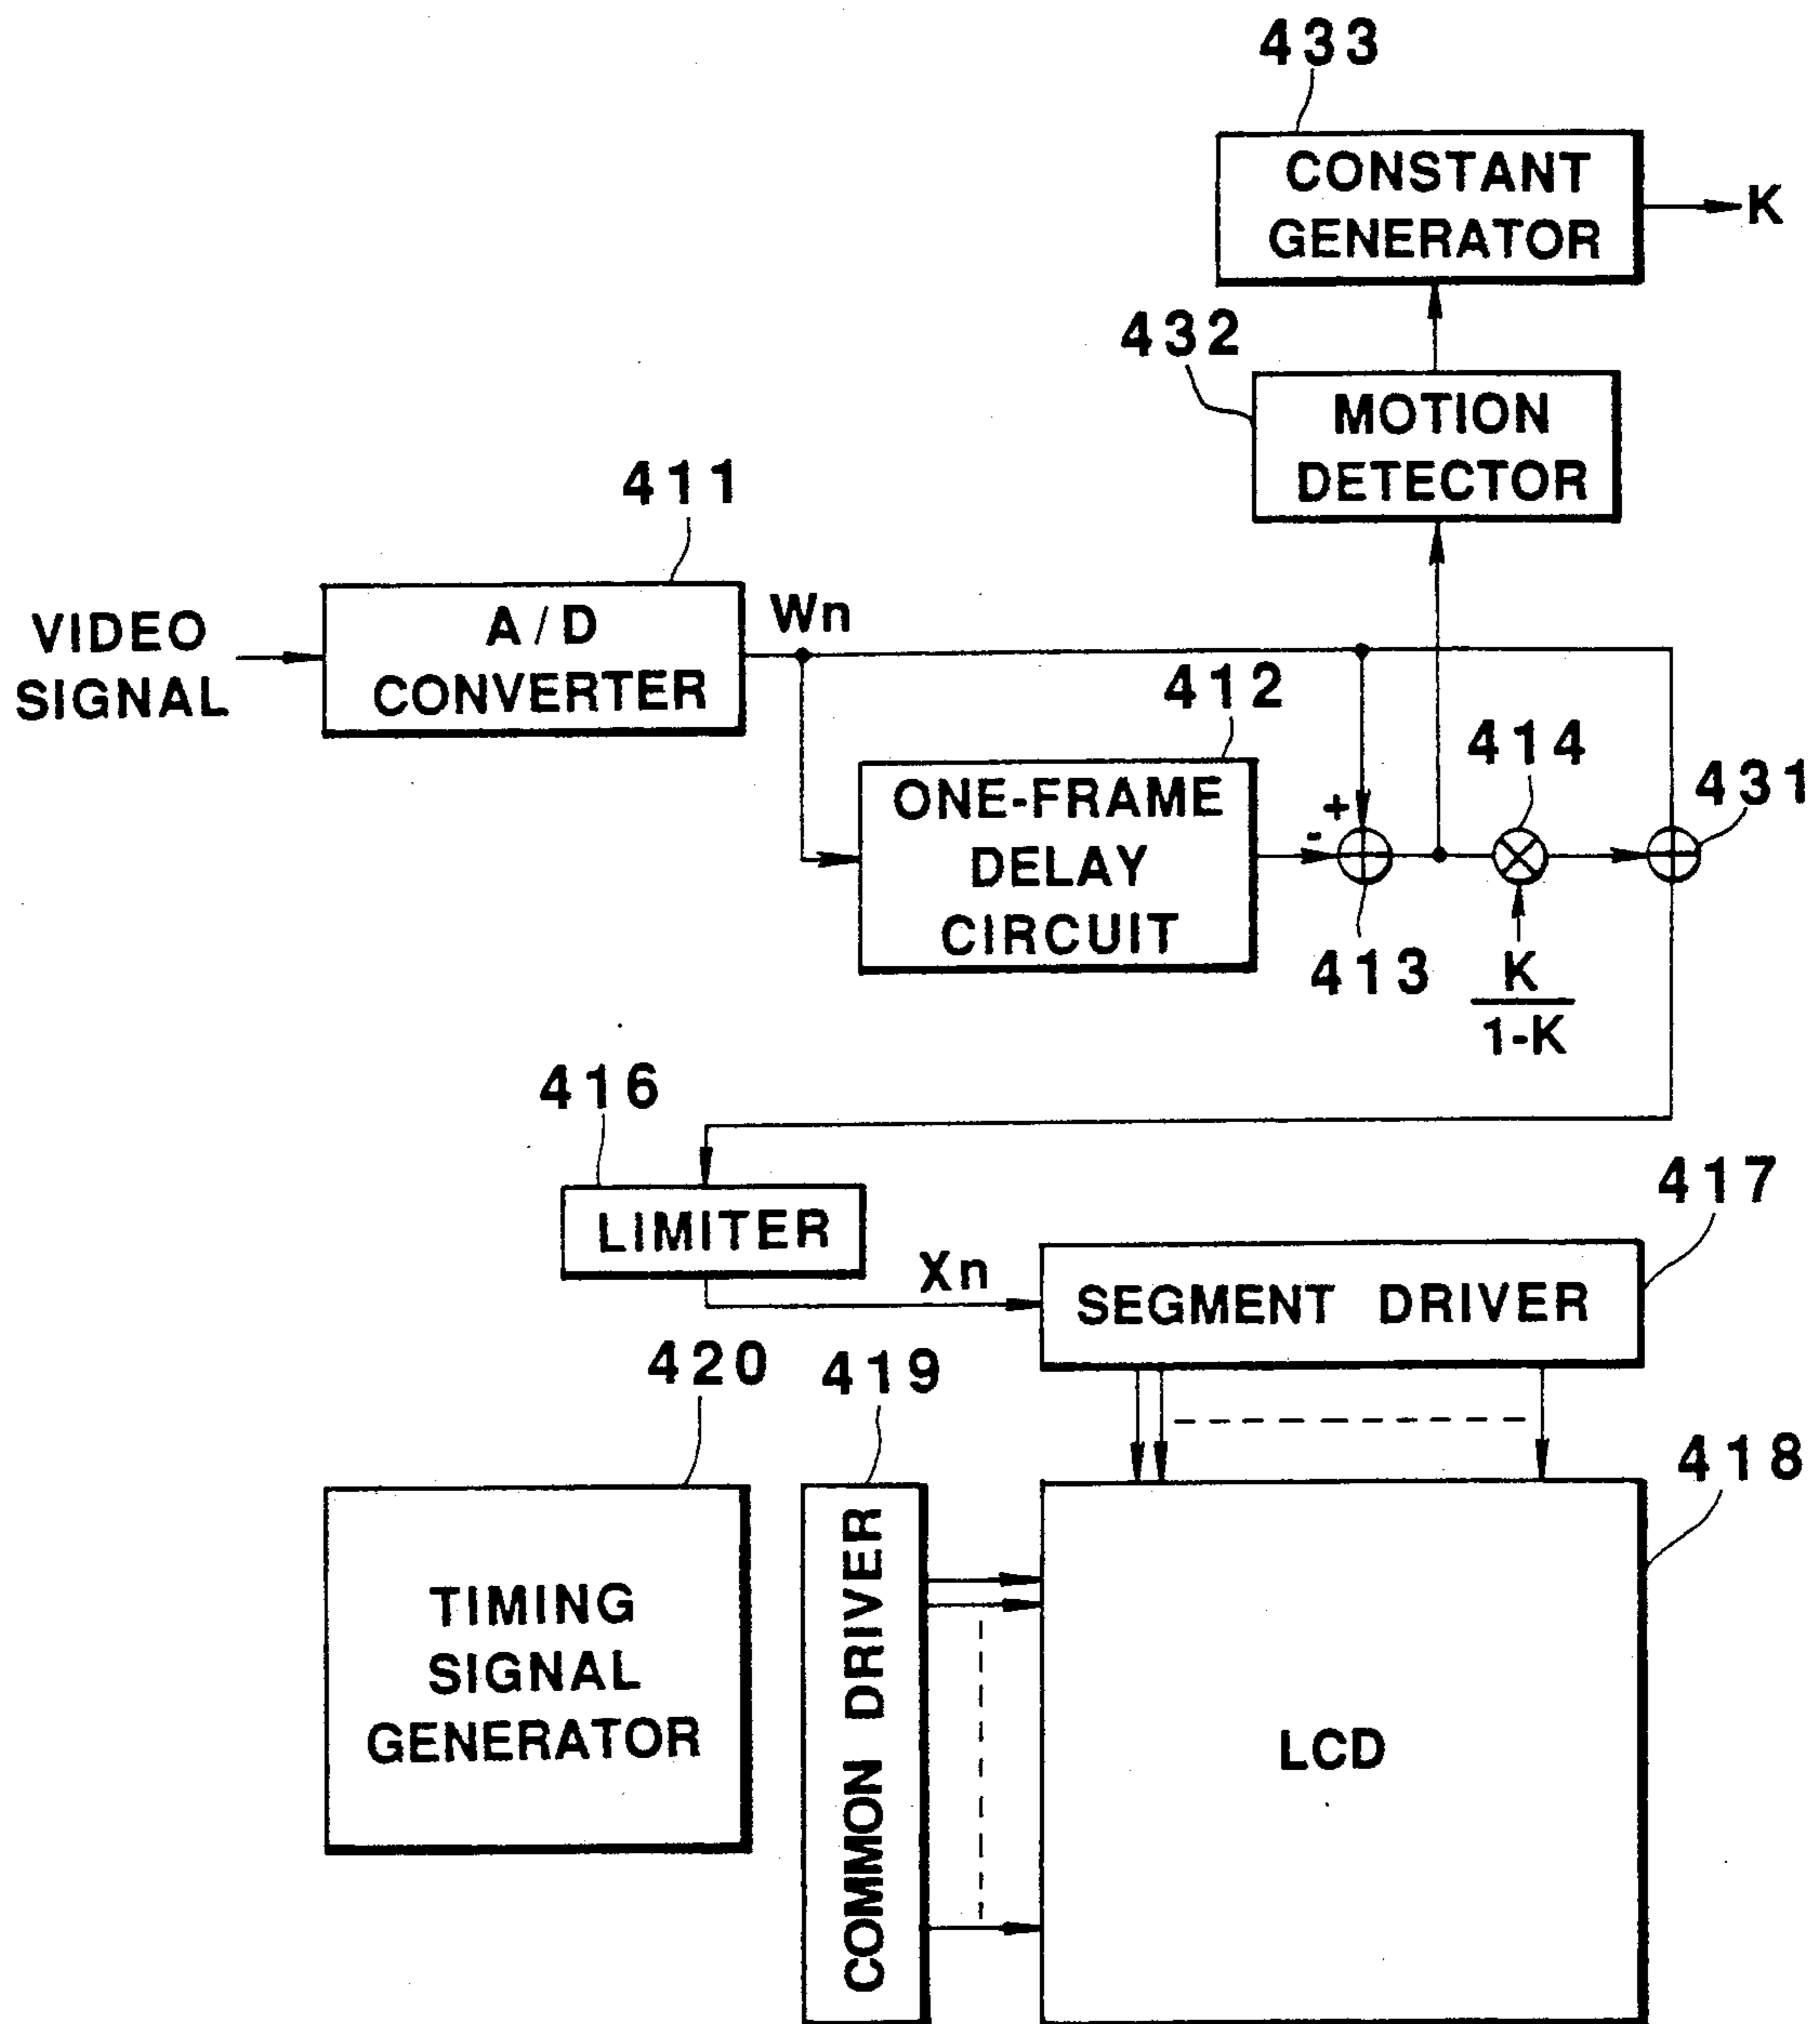 433
CONSTANT
GENERATOR
K
432
MOTION
DETECTOR
411
VIDEO
SIGNAL
A/D
CONVERTER
Wn
412
ONE-FRAME
DELAY
CIRCUIT
+
-
413
414
K
1-K
431
416
LIMITER
Xn
417
SEGMENT DRIVER
420
TIMING
SIGNAL
GENERATOR
419
COMMON DRIVER
418
LCD